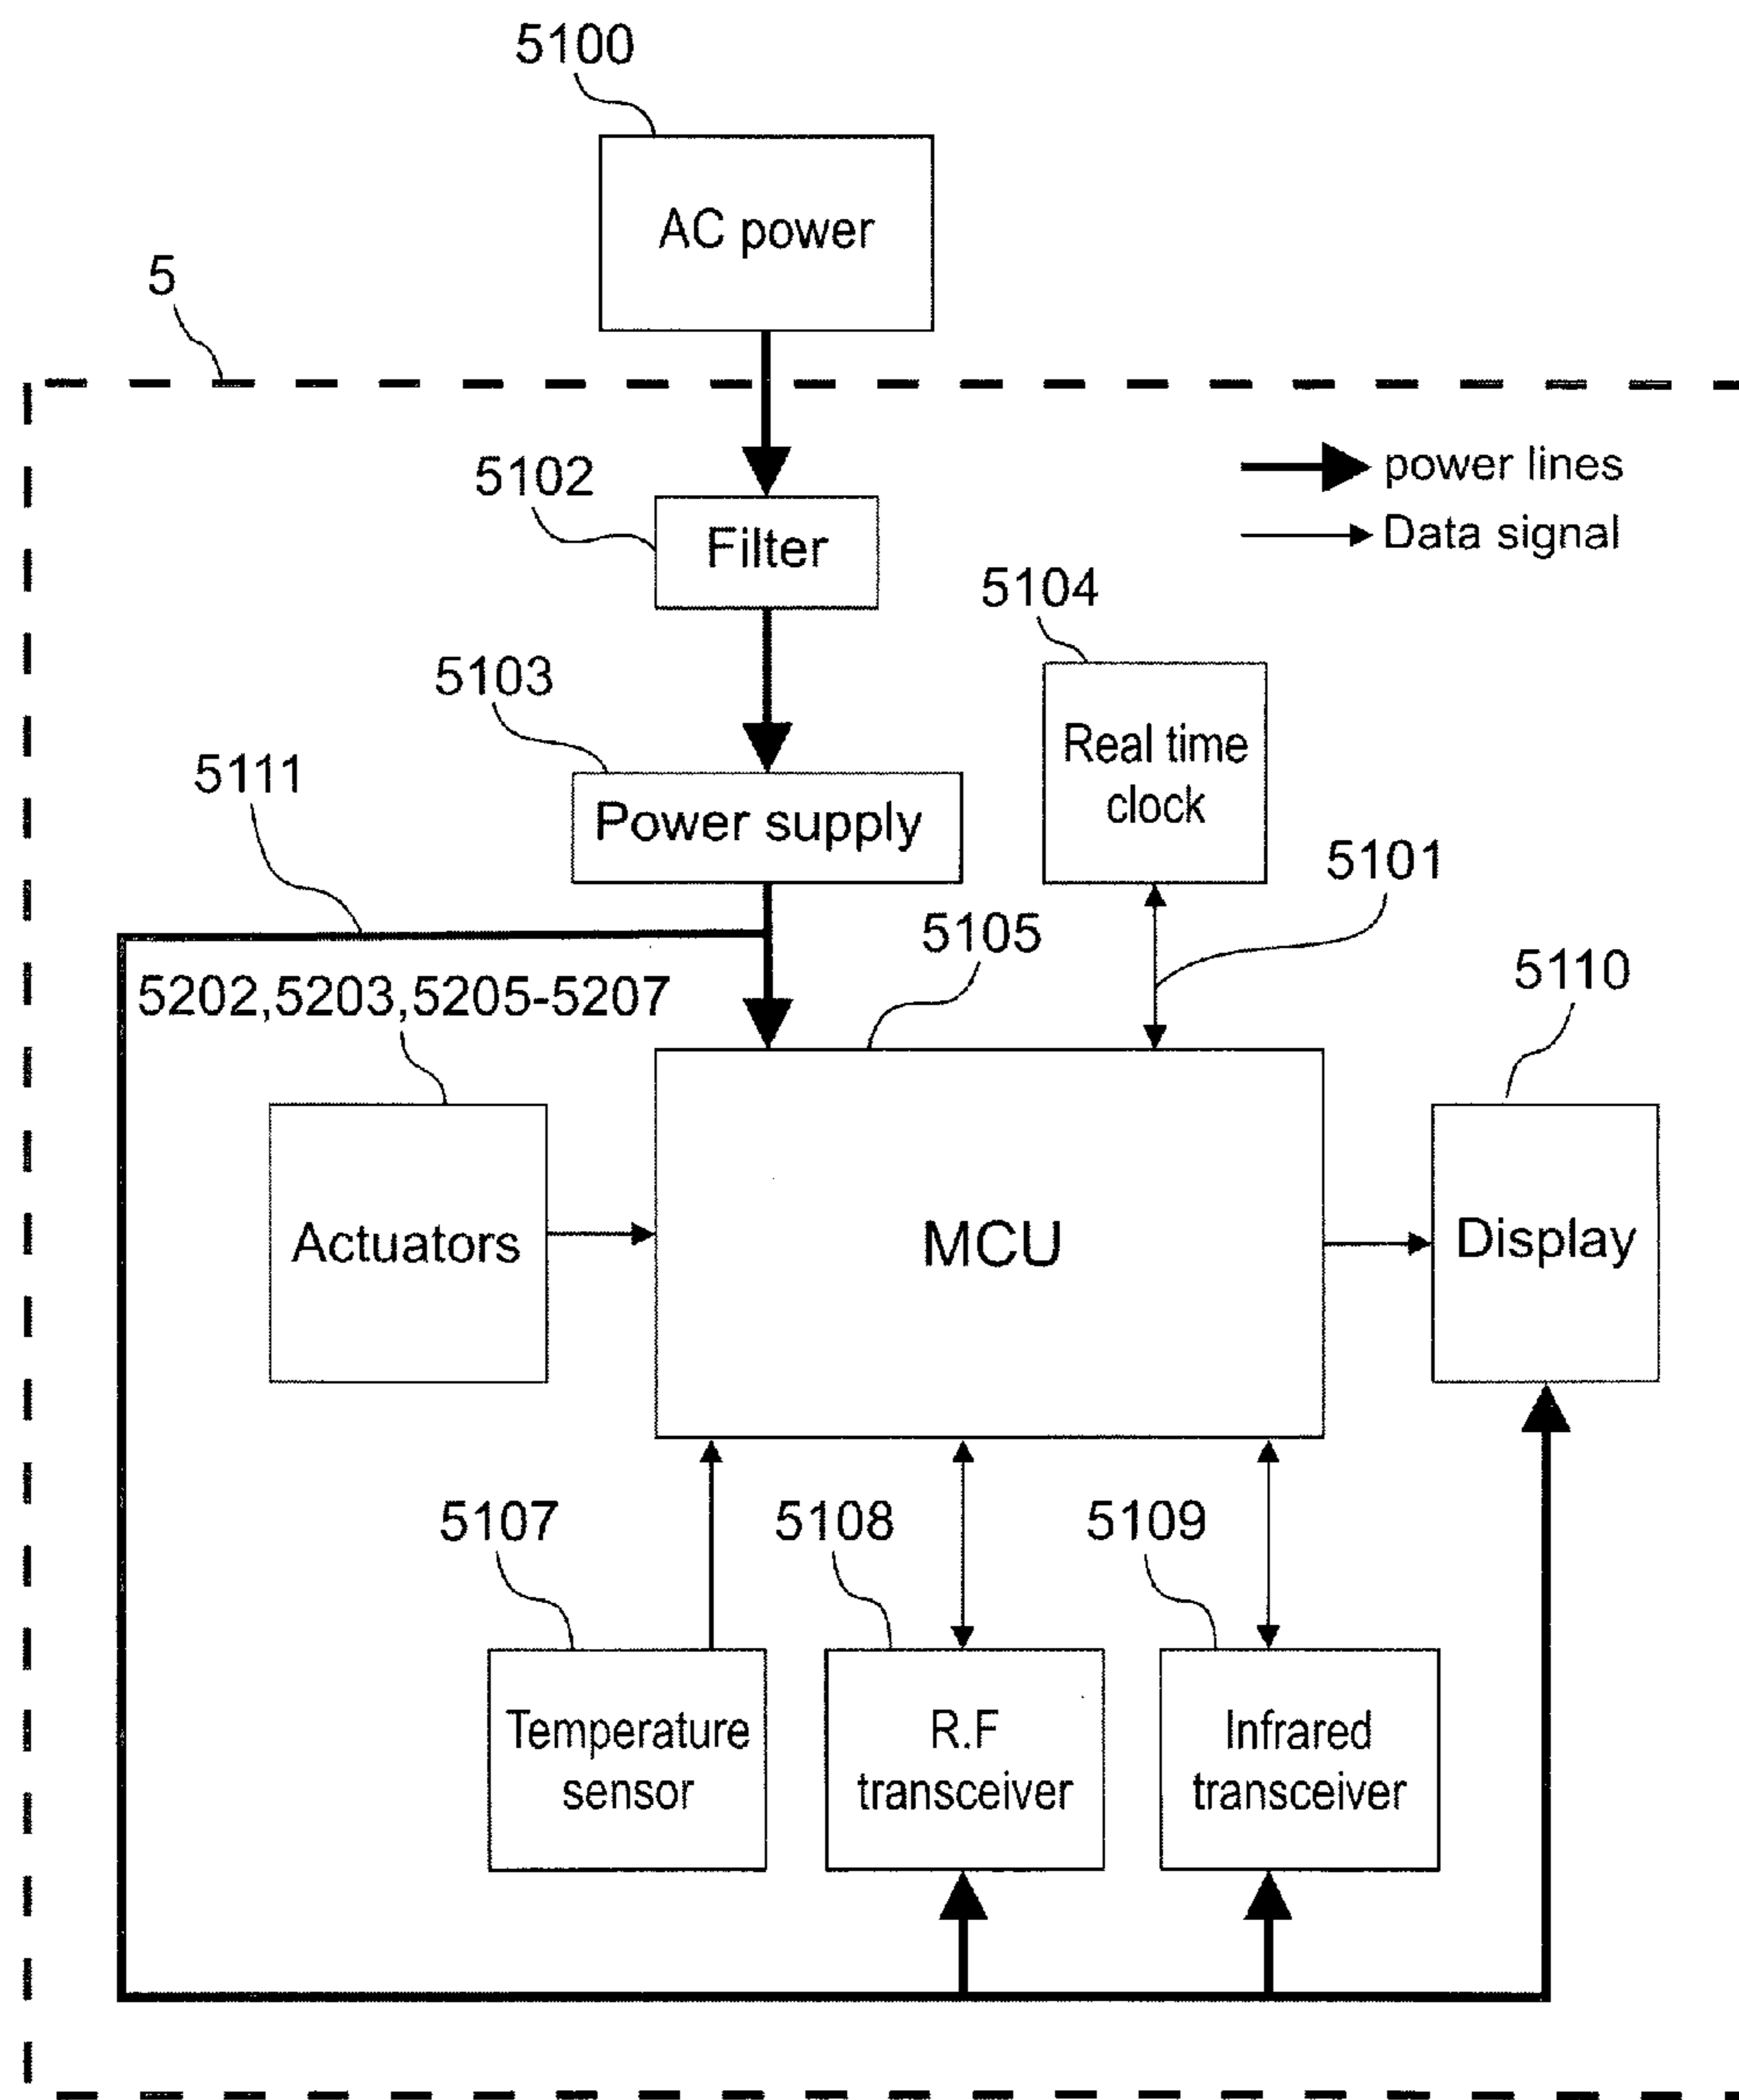 5100
AC power
5
5102
Filter
power lines
Data signal
5104
5103
Real time
clock
5111
Power supply
5101
5105
5110
5202,5203,5205-5207
Actuators
MCU
Display
5107
5108
5109
Temperature
sensor
R.F
transceiver
Infrared
transceiver